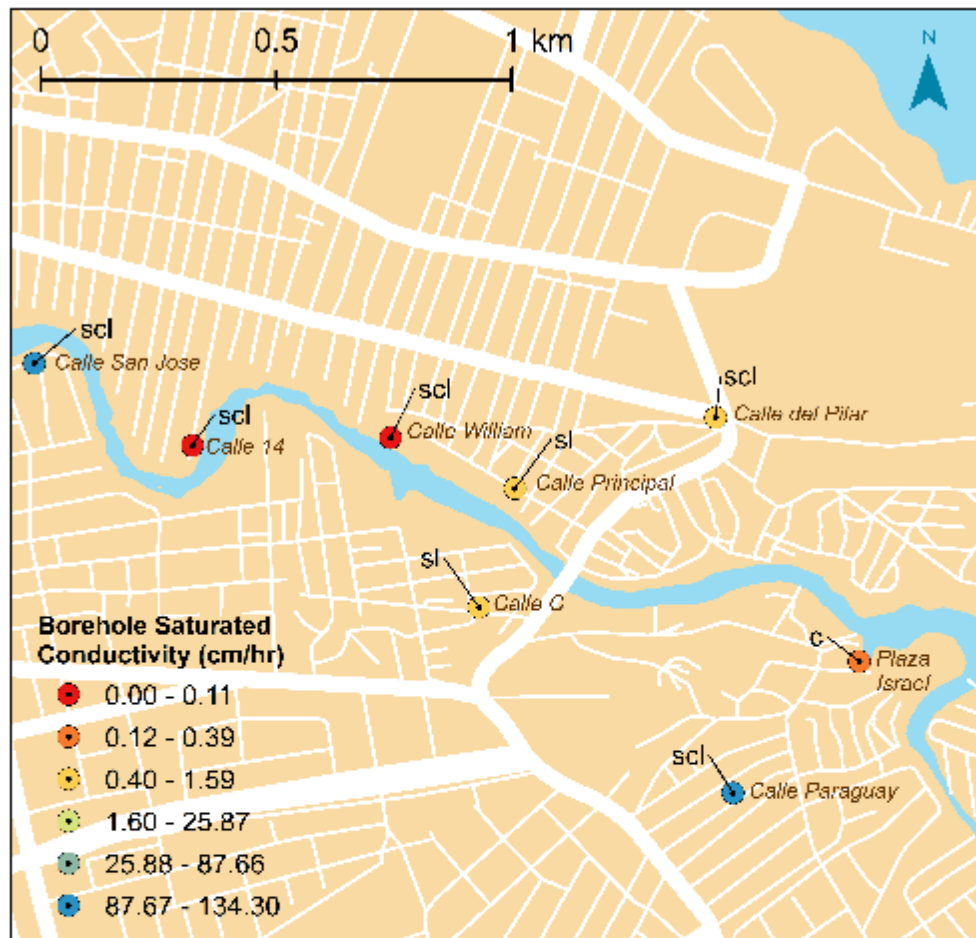 0 0.5 1 km
N
scl
Calle San Jose
scl
Calle 14
scl
Calle William
scl
Calle del Pilar
sl
Calle Principal
sl
Calle C
c
Plaza
Israel
scl
Calle Paraguay
Borehole Saturated
Conductivity (cm/hr)
0.00 - 0.11
0.12 - 0.39
0.40 - 1.59
1.60 - 25.87
25.88 - 87.66
87.67 - 134.30